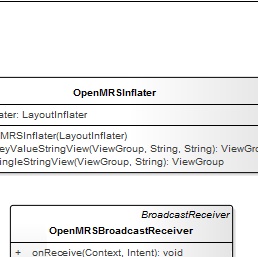 OpenMRSInflater
ater: LayoutInflater
MRSInflater(LayoutInflater)
eyValueStringView(ViewGroup, String, String): ViewGro
ingleStringView(ViewGroup, String): ViewGroup
BroadcastReceiver
OpenMRSBroadcastReceiver
+ onReceive(Context, Intent): void